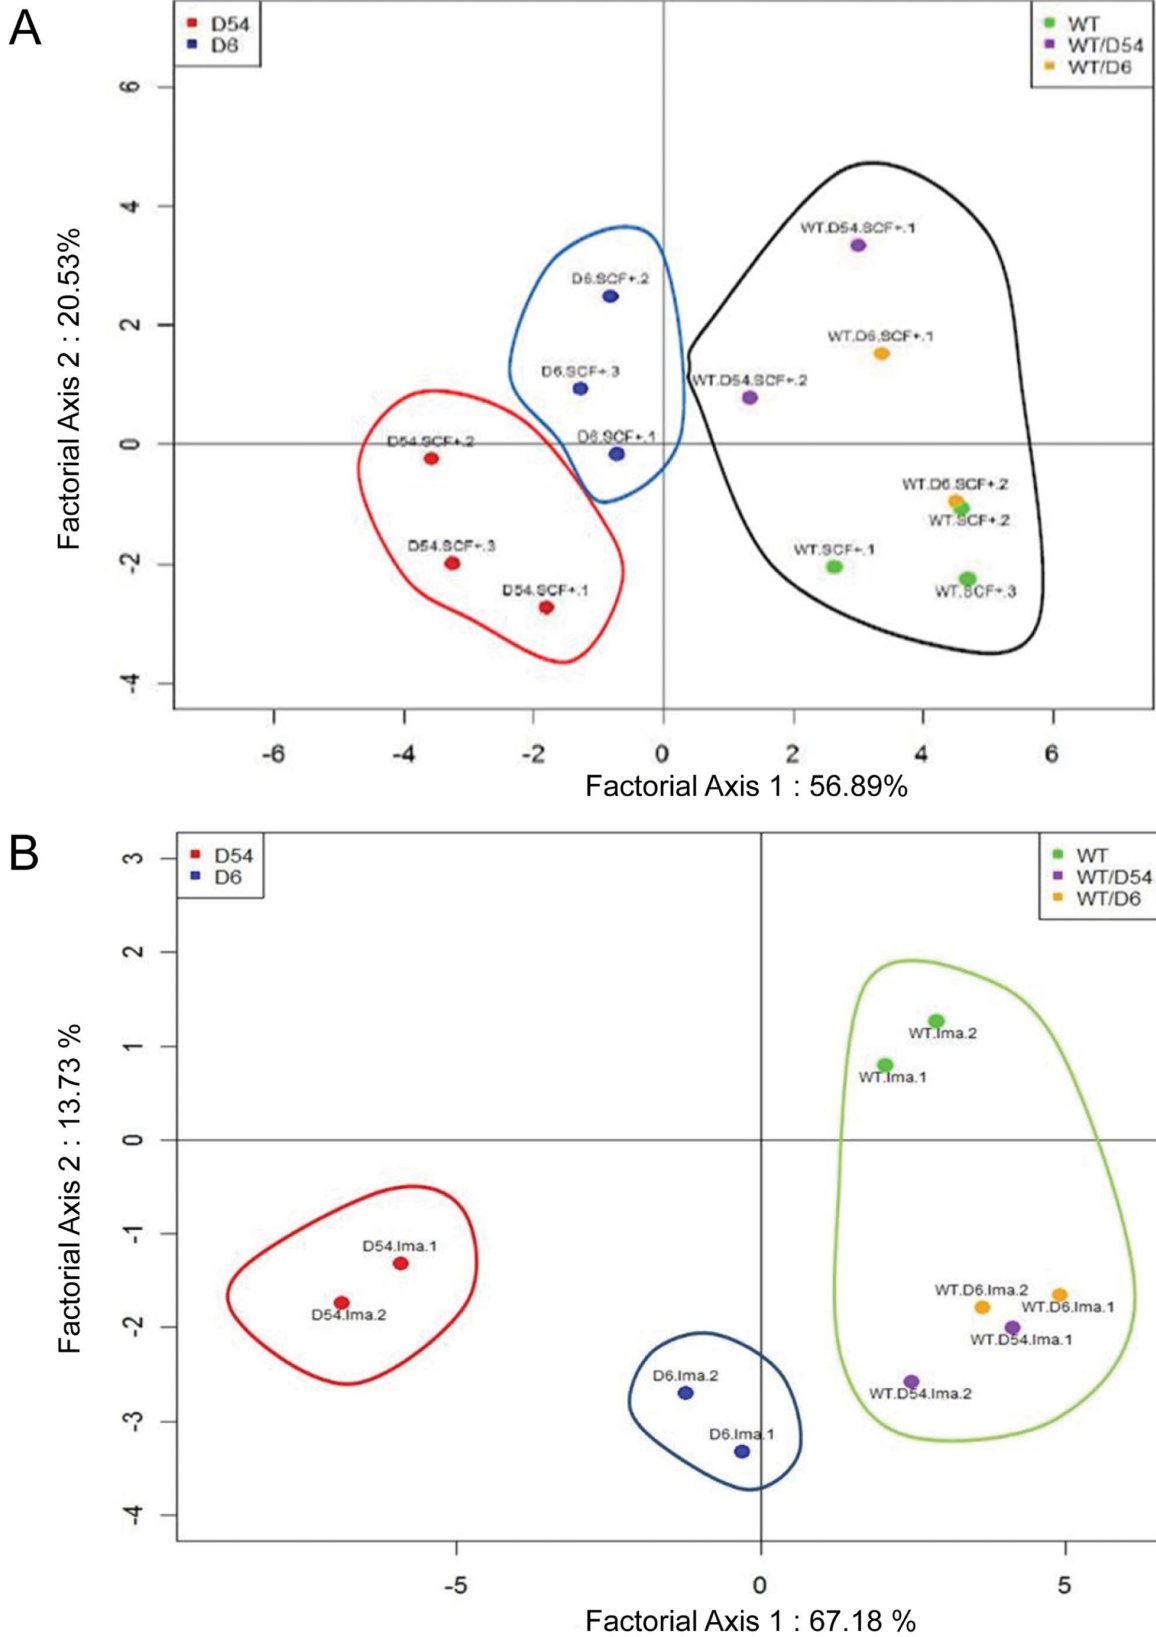 A
D54
D6
WT
WT/D54
WT/D6
6
4
2
0
-2
-4
Factorial Axis 2 : 20.53%
WT.D54.SCF+.1
D6.SCF+.2
WT.D6.SCF+.1
D6.SCF+.3
WT.D54.SCF+.2
D6.SCF+.1
D54.SCF+.2
WT.D6.SCF+.2
WT.SCF+.2
D54.SCF+.3
WT.SCF+.1
D54.SCF+.1
WT.SCF+.3
-6 -4 -2 0 2 4 6
Factorial Axis 1 : 56.89%
B
D54
D6
WT
WT/D54
WT/D6
3
2
1
0
-1
-2
-3
-4
Factorial Axis 2 : 13.73 %
WT.Ima.2
WT.Ima.1
D54.Ima.1
D54.Ima.2
WT.D6.Ima.2
WT.D6.Ima.1
WT.D54.Ima.1
D6.Ima.2
WT.D54.Ima.2
D6.Ima.1
-5 0 5
Factorial Axis 1 : 67.18 %